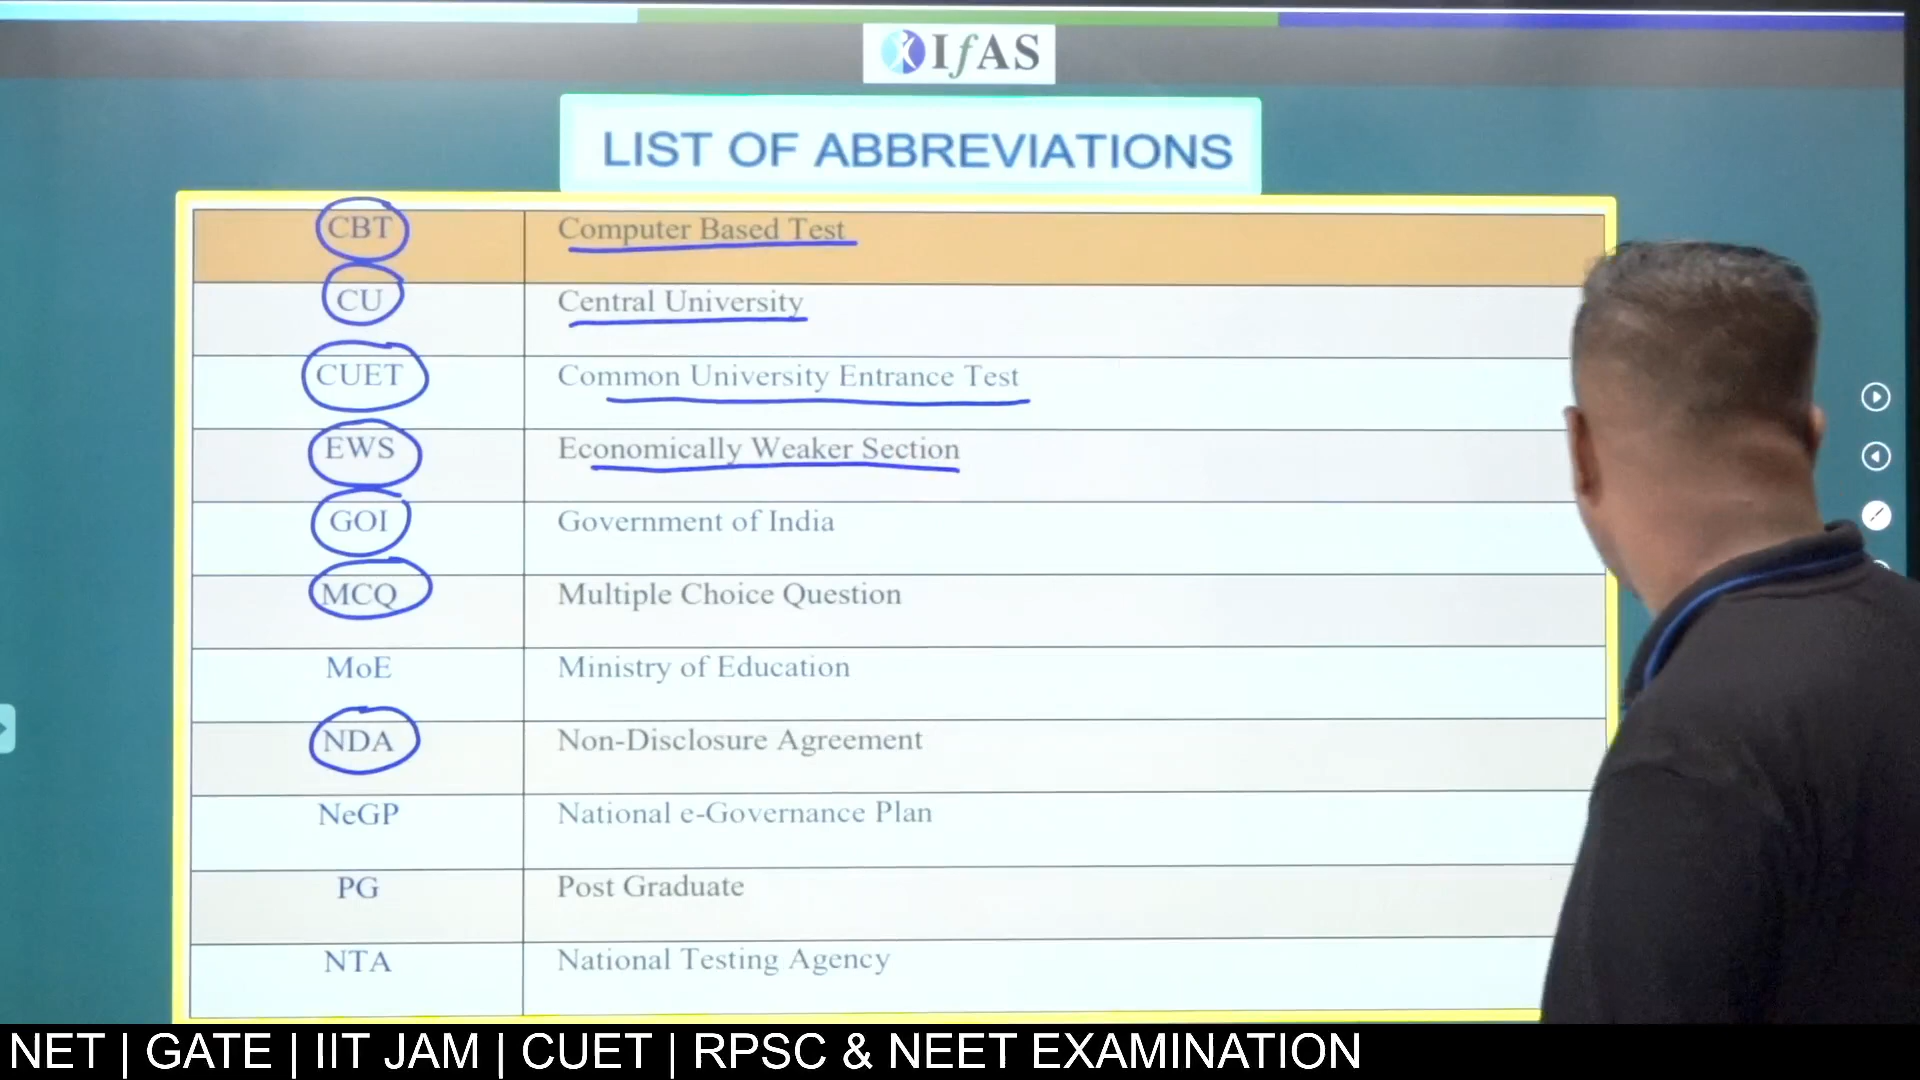 IfAS
LIST OF ABBREVIATIONS
CBT Computer Based Test
CU Central University
CUET Common University Entrance Test
EWS Economically Weaker Section
GOI Government of India
MCQ Multiple Choice Question
MoE Ministry of Education
NDA Non-Disclosure Agreement
NeGP National e-Governance Plan
PG Post Graduate
NTA National Testing Agency
NET | GATE | IIT JAM | CUET | RPSC & NEET EXAMINATION